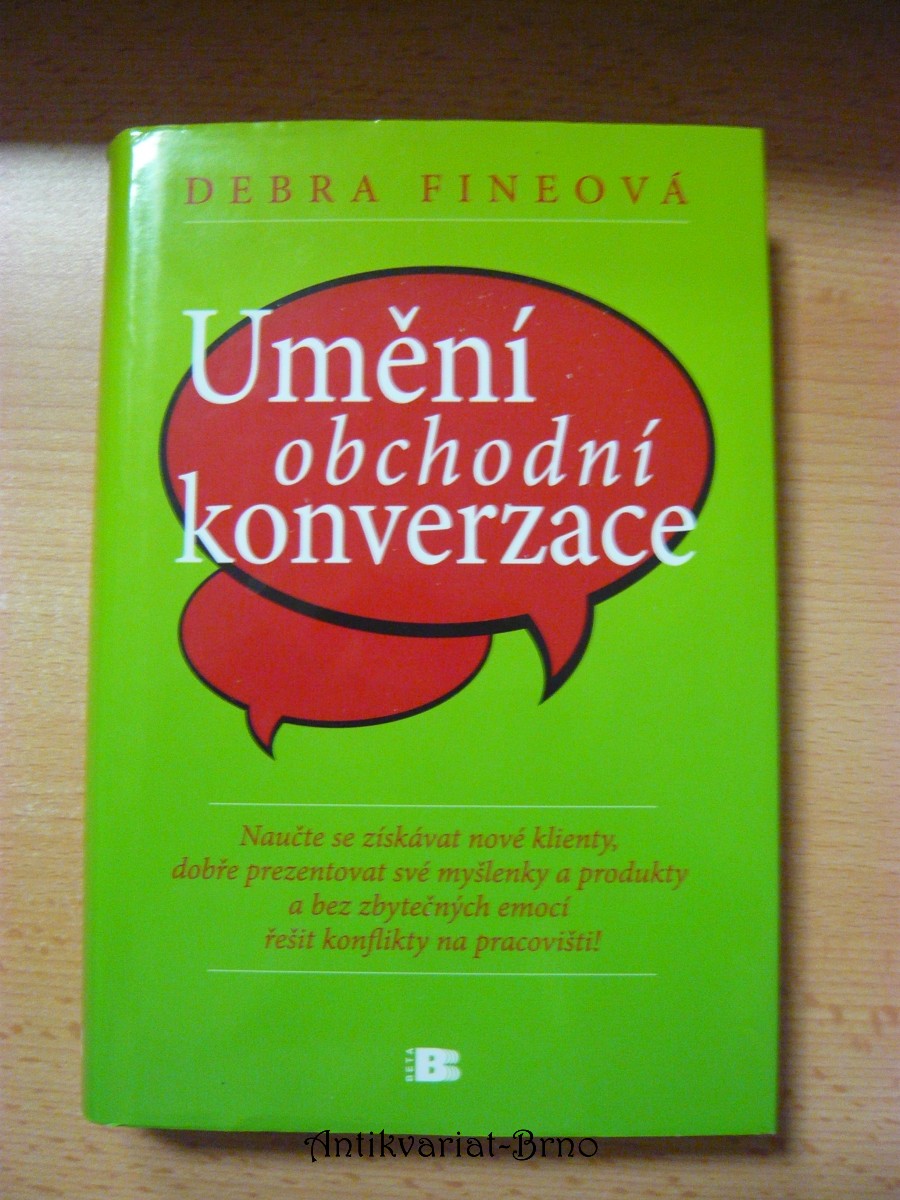 DEBRA FINEOVÁ
Umění
obchodní
konverzace
Naučte se získávat nové klienty,
dobře prezentovat své myšlenky a produkty
a bez zbytečných emocí
řešit konflikty na pracovišti!
BETA B
Antikvariat-Brno